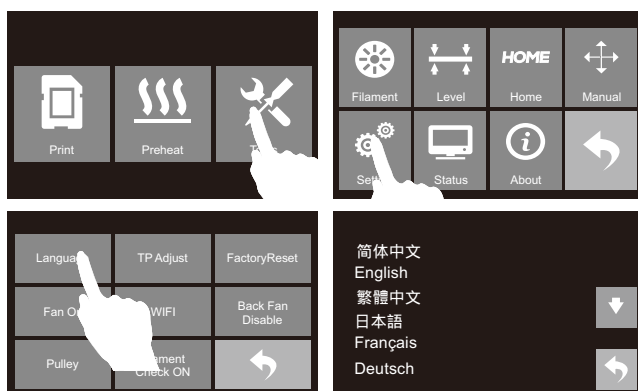 Print
Preheat
Filament
Level
HOME
Home
Manual
Status
i
About
TP Adjust
FactoryReset
WIFI
Back Fan
Disable
Pulley
Check ON
简体中文
English
繁體中文
日本語
Français
Deutsch